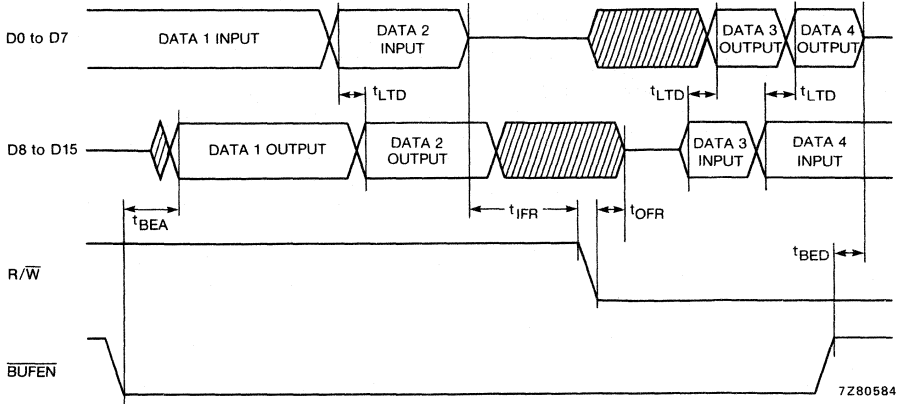 D0 to D7
DATA 1 INPUT
DATA 2
INPUT
DATA 3
OUTPUT
DATA 4
OUTPUT
tLTD
tLTD
tLTD
D8 to D15
DATA 1 OUTPUT
DATA 2
OUTPUT
DATA 3
INPUT
DATA 4
INPUT
tBEA
tIFR
tOFR
tBED
R/W̅
B̅U̅F̅E̅N̅
7Z80584